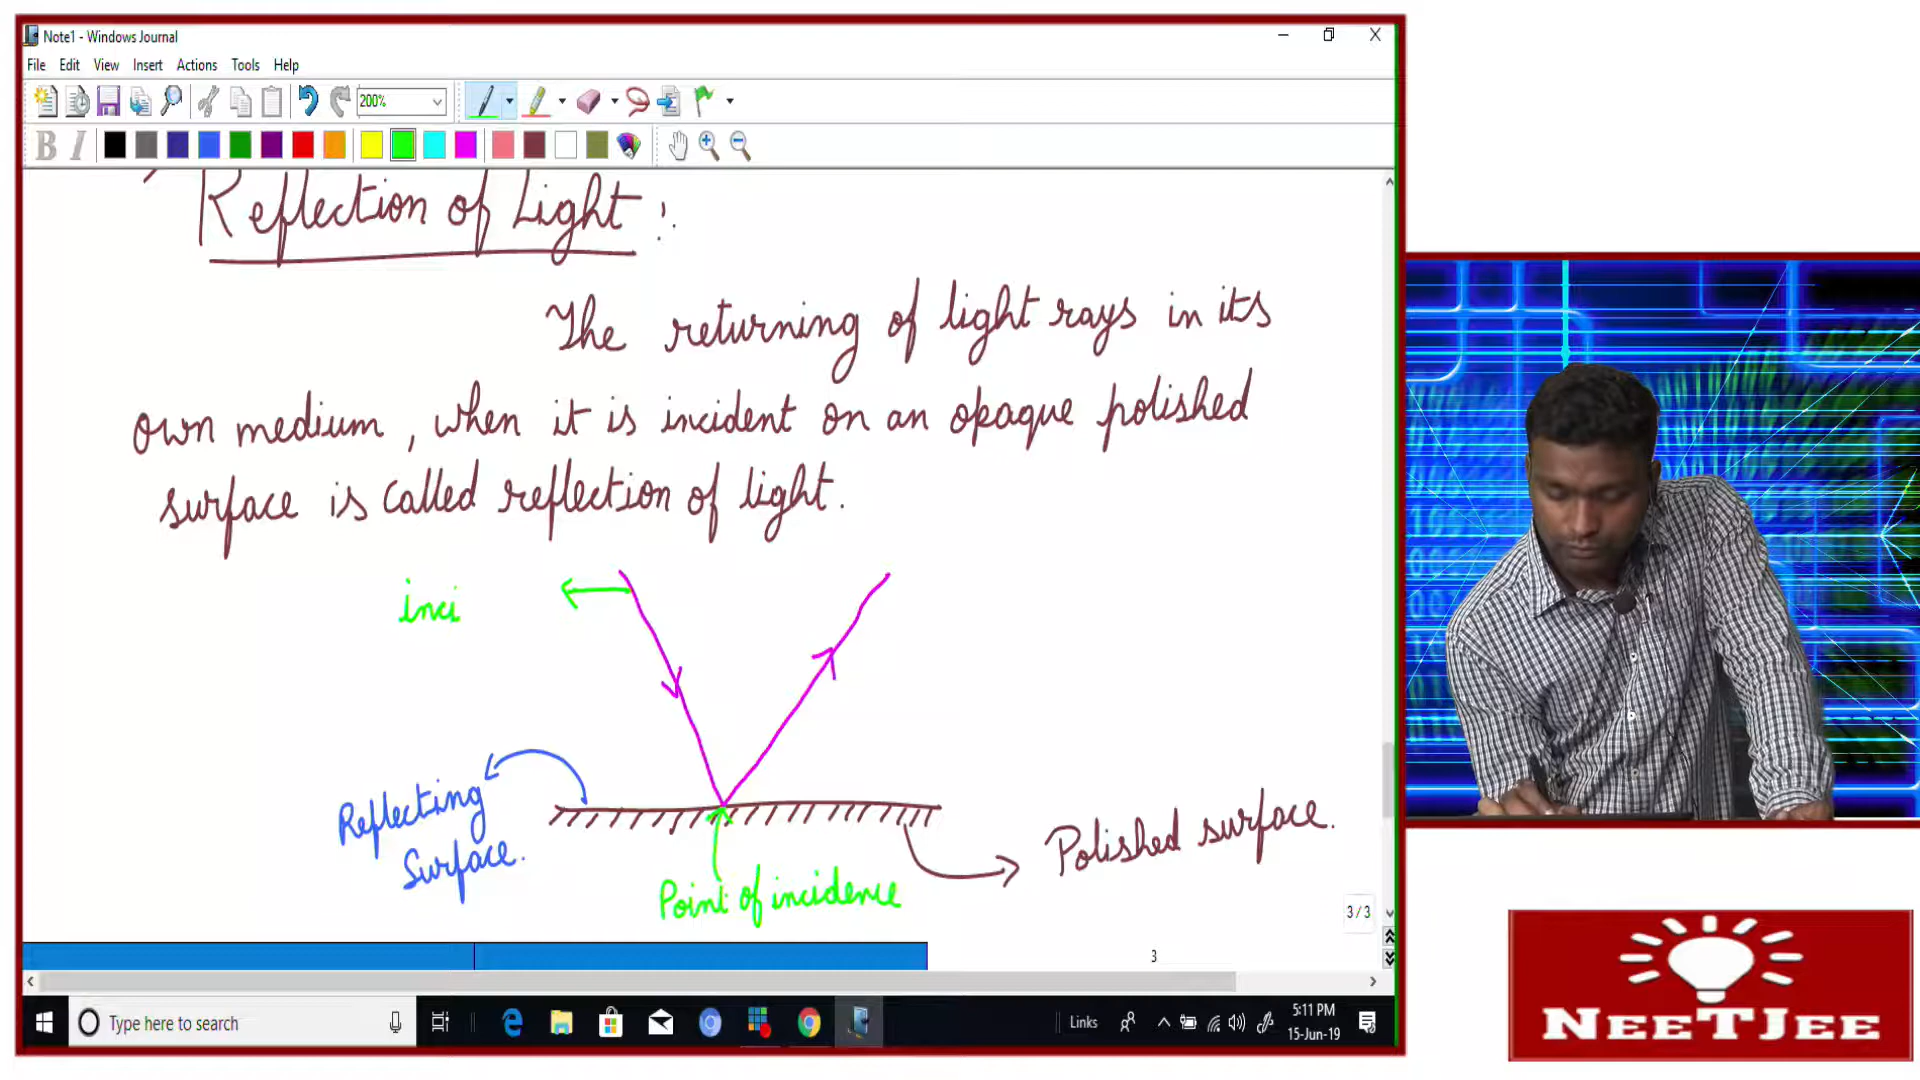 Note1 - Windows Journal
File Edit View Insert Actions Tools Help
200%
B I
Reflection of Light :.
The returning of light rays in it's
own medium, when it is incident on an opaque polished
surface is called reflection of light.
inci
Reflecting
Surface.
Polished surface.
Point of incidence
3 / 3
3
Type here to search
Links
5:11 PM
15-Jun-19
NEETJEE